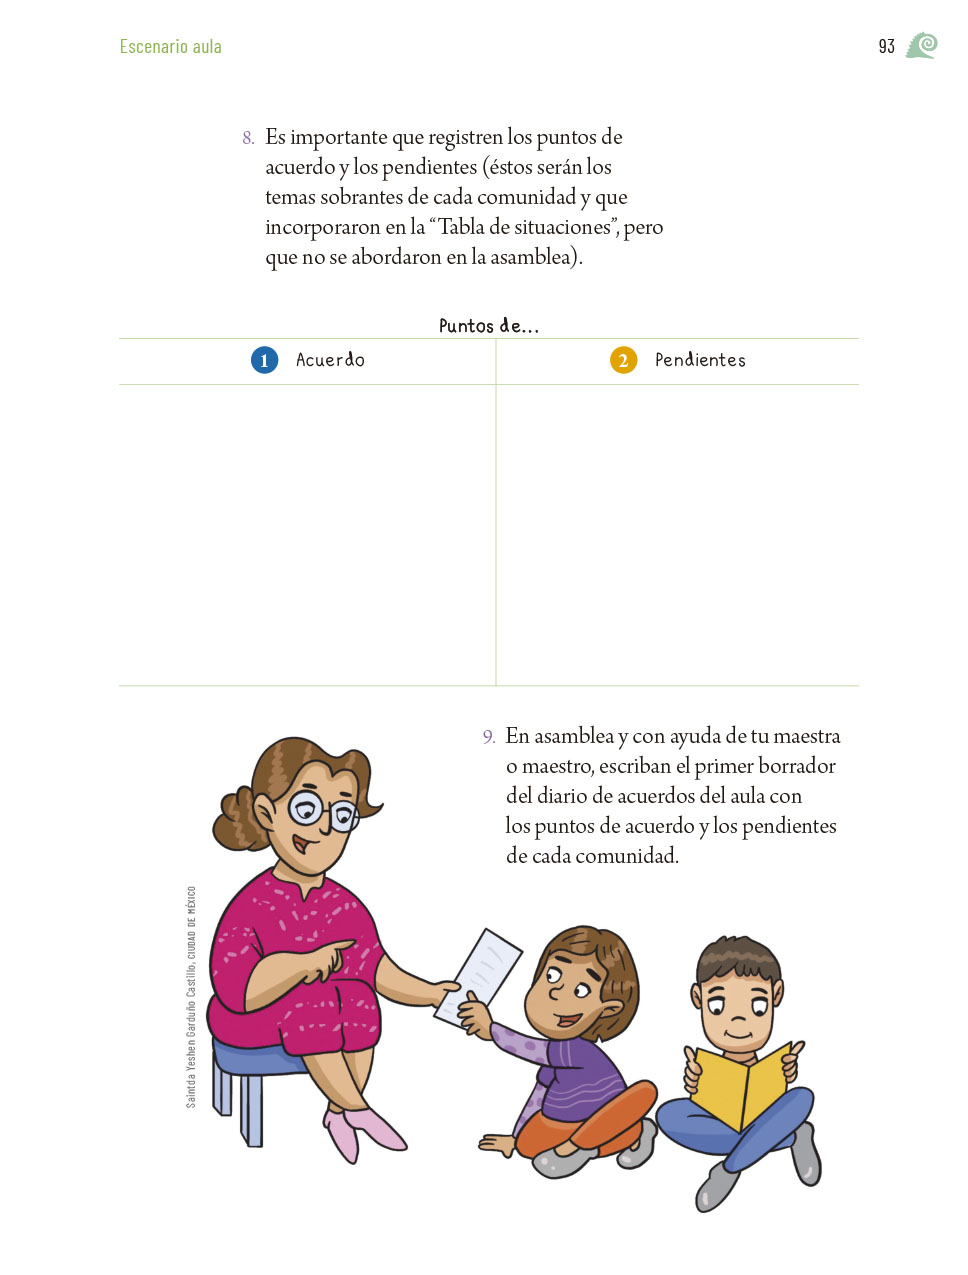 Escenario aula
93
8. Es importante que registren los puntos de
acuerdo y los pendientes (éstos serán los
temas sobrantes de cada comunidad y que
incorporaron en la “Tabla de situaciones”, pero
que no se abordaron en la asamblea).
Puntos de...
1 Acuerdo
2 Pendientes
9. En asamblea y con ayuda de tu maestra
o maestro, escriban el primer borrador
del diario de acuerdos del aula con
los puntos de acuerdo y los pendientes
de cada comunidad.
Saintda Yeshen Garduño Castillo, CIUDAD DE MÉXICO